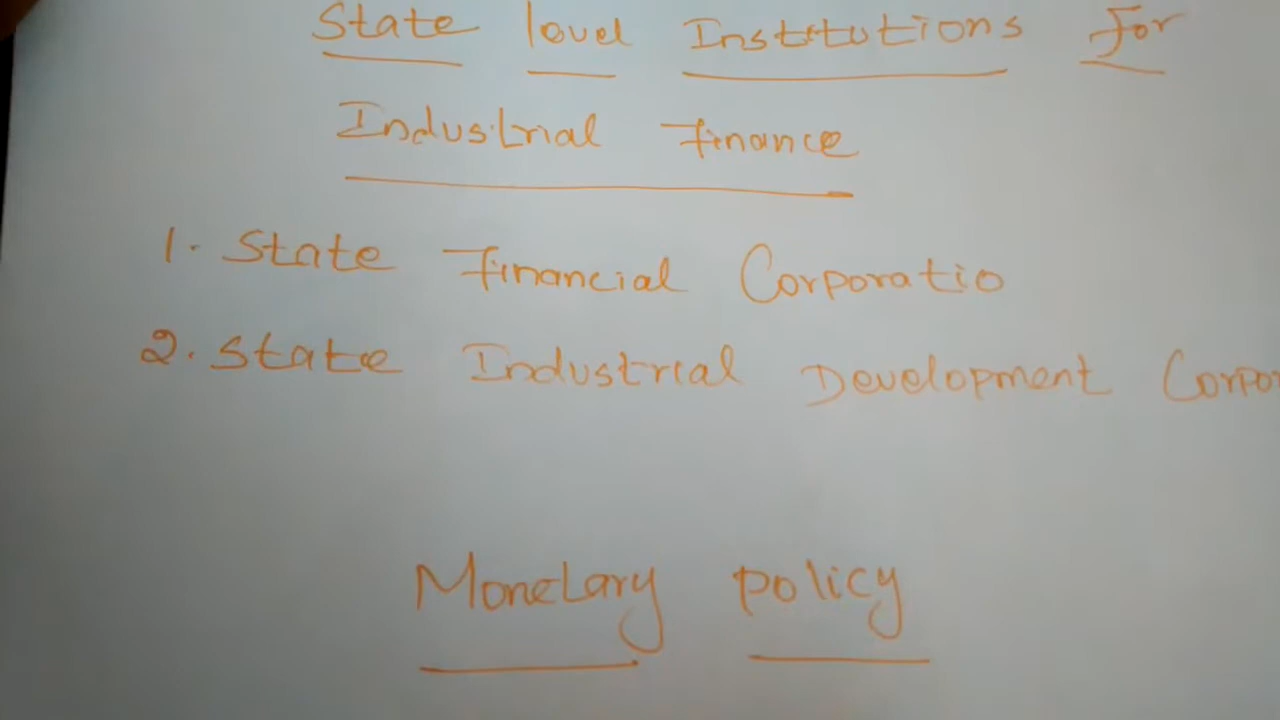 State level Institutions for
Industrial Finance
1. State Financial Corporatio
2. State Industrial Development Corpor
Monetary policy